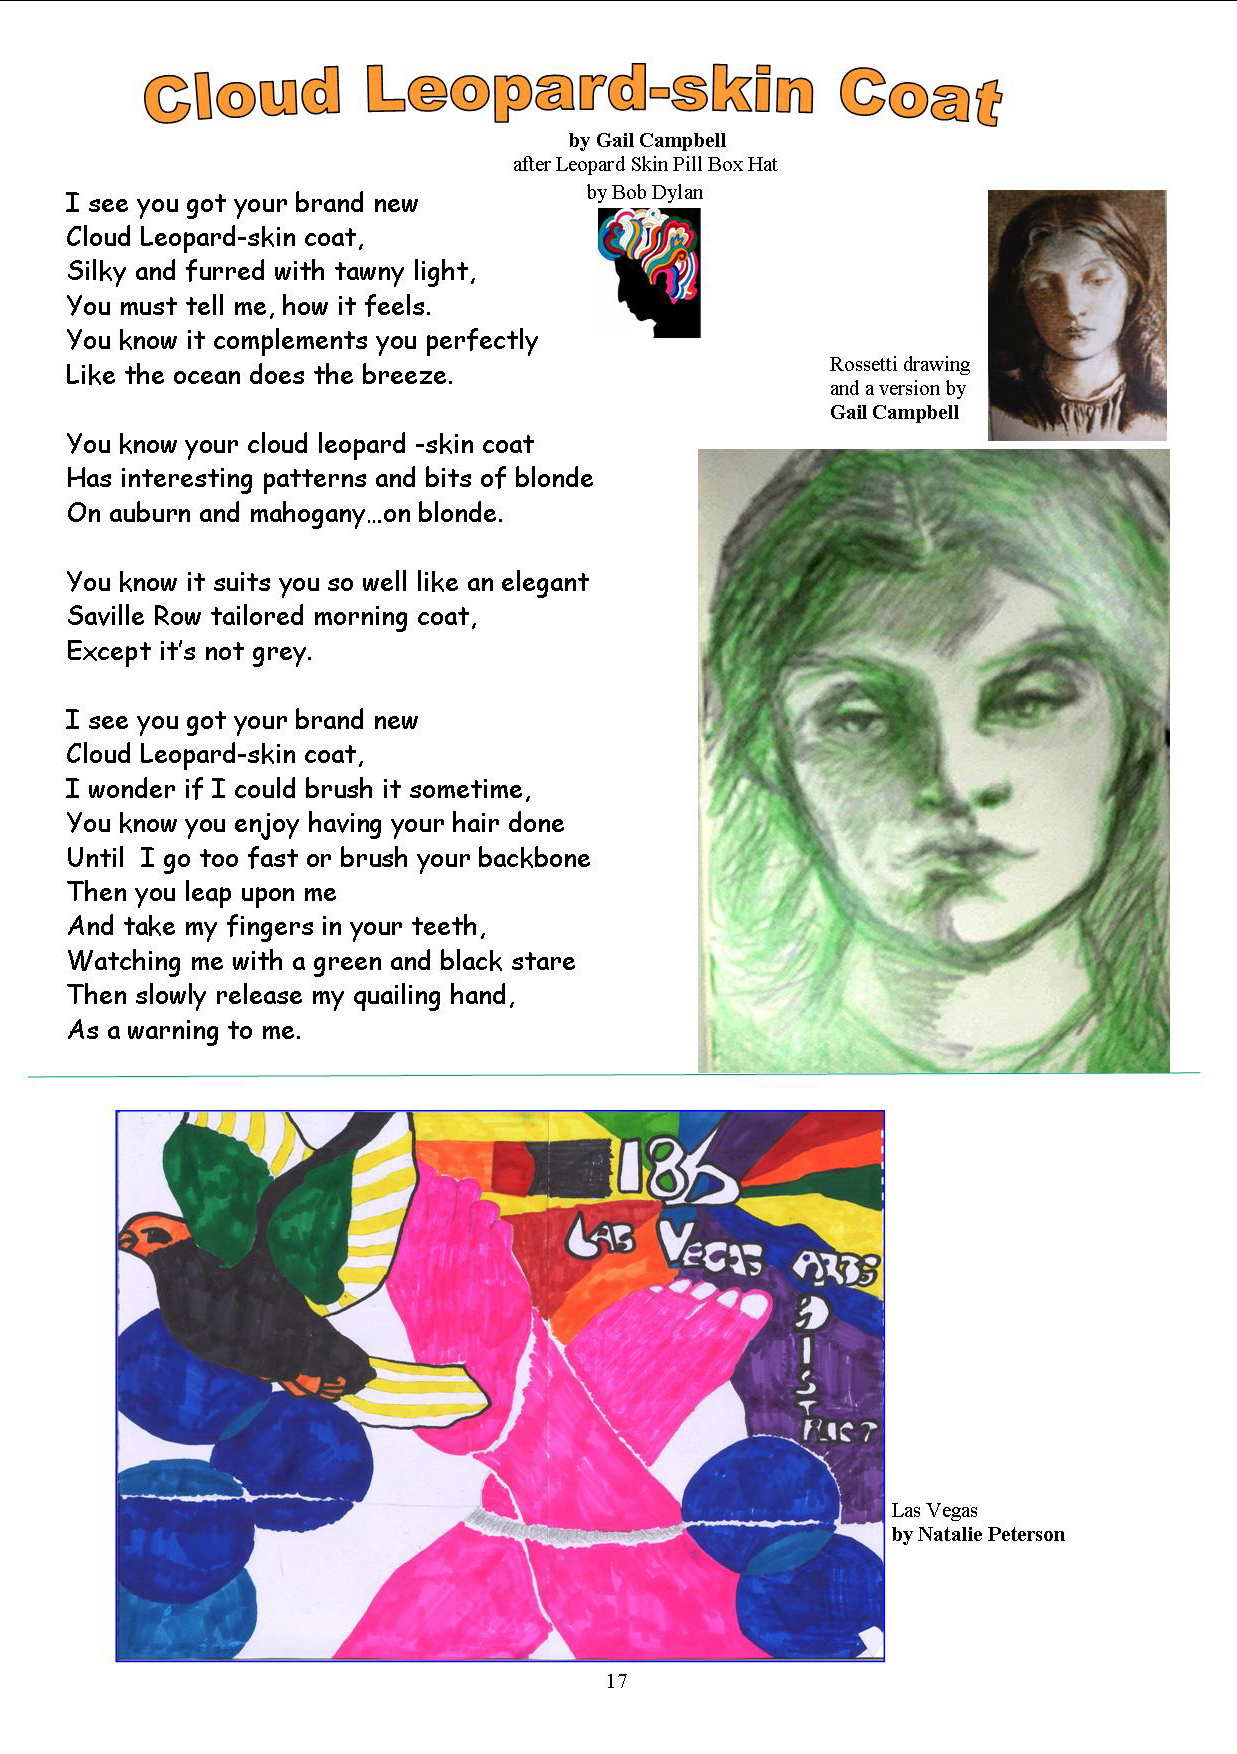 Cloud Leopard-skin Coat
by Gail Campbell
after Leopard Skin Pill Box Hat
by Bob Dylan
I see you got your brand new
Cloud Leopard-skin coat,
Silky and furred with tawny light,
You must tell me, how it feels.
You know it complements you perfectly
Like the ocean does the breeze.
You know your cloud leopard -skin coat
Has interesting patterns and bits of blonde
On auburn and mahogany…on blonde.
You know it suits you so well like an elegant
Saville Row tailored morning coat,
Except it's not grey.
I see you got your brand new
Cloud Leopard-skin coat,
I wonder if I could brush it sometime,
You know you enjoy having your hair done
Until  I go too fast or brush your backbone
Then you leap upon me
And take my fingers in your teeth,
Watching me with a green and black stare
Then slowly release my quailing hand,
As a warning to me.
Rossetti drawing
and a version by
Gail Campbell
18b
LAS VEGAS ARTS
DISTRICT
Las Vegas
by Natalie Peterson
17